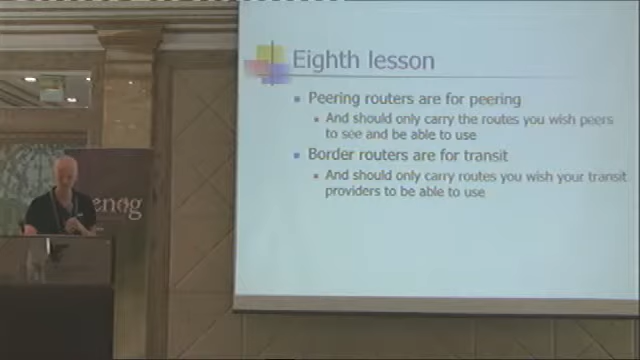 Eighth lesson
Peering routers are for peering
And should only carry the routes you wish peers
to see and be able to use
Border routers are for transit
And should only carry routes you wish your transit
providers to be able to use
enog